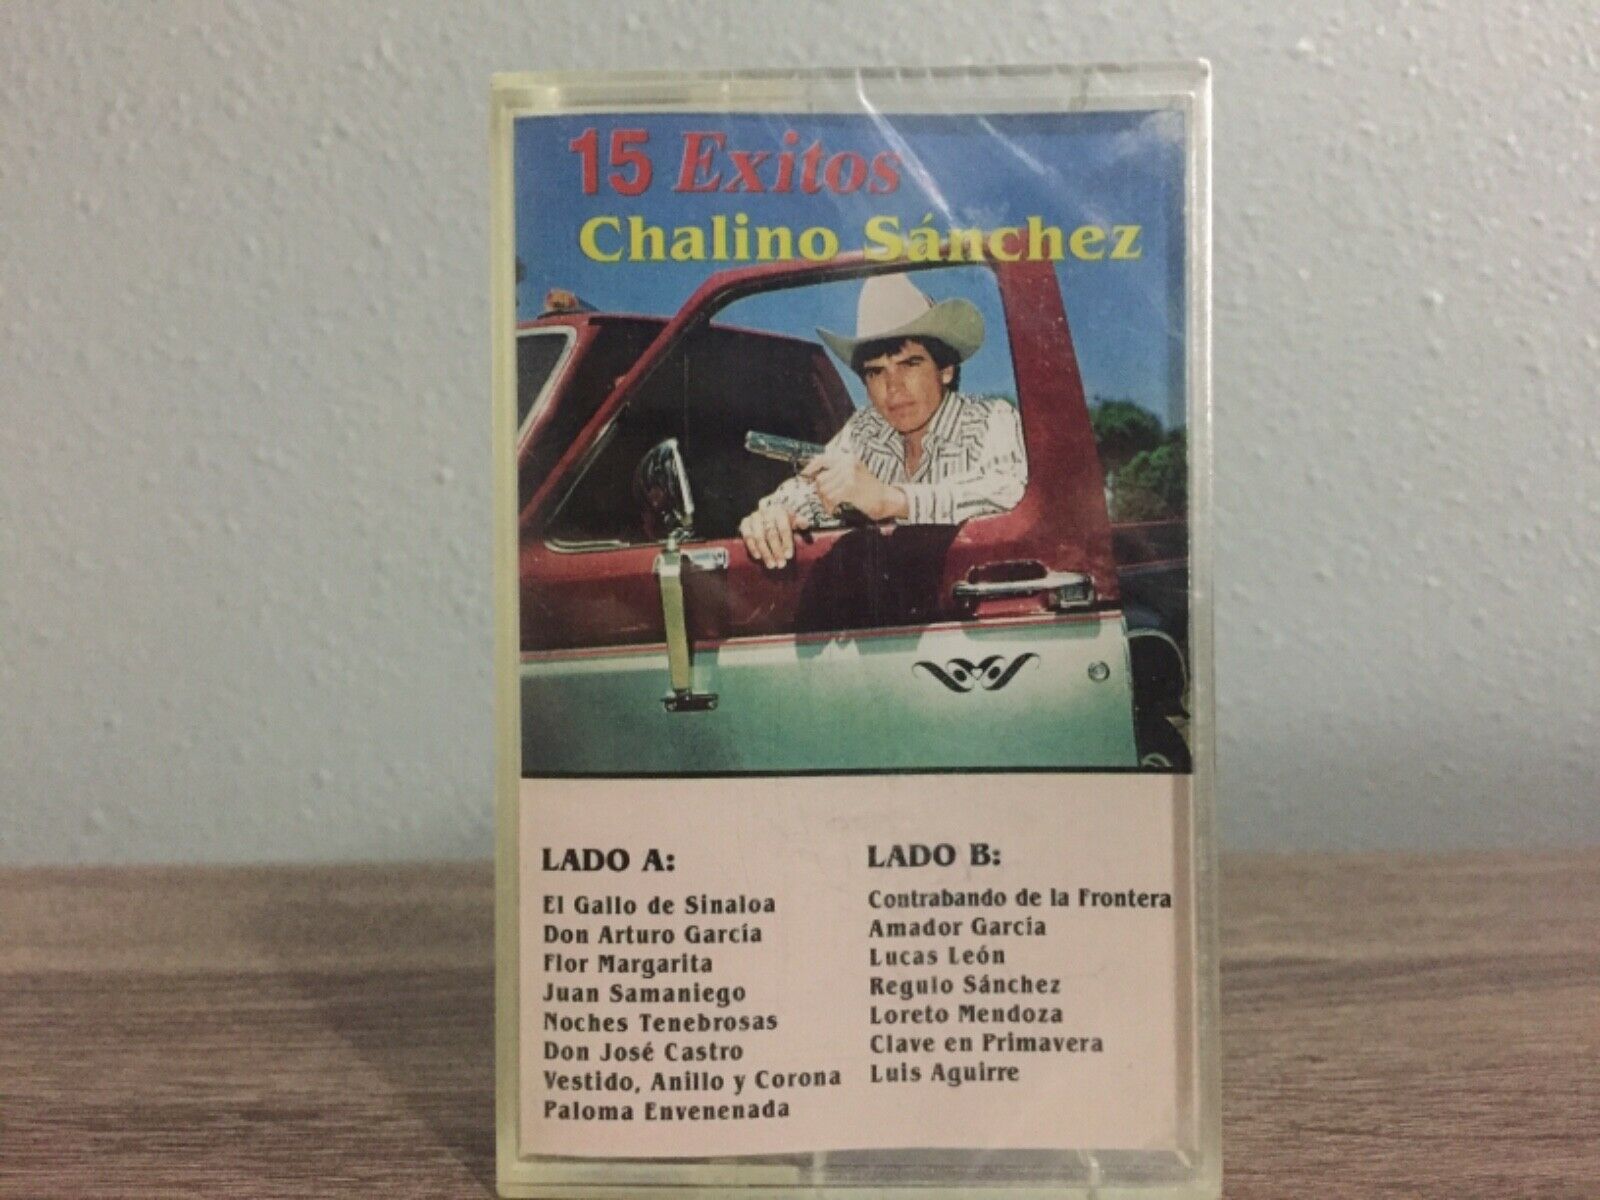 15 Exitos
Chalino Sánchez
LADO A:
El Gallo de Sinaloa
Don Arturo García
Flor Margarita
Juan Samaniego
Noches Tenebrosas
Don José Castro
Vestido, Anillo y Corona
Paloma Envenenada
LADO B:
Contrabando de la Frontera
Amador García
Lucas León
Regulo Sánchez
Loreto Mendoza
Clave en Primavera
Luis Aguirre